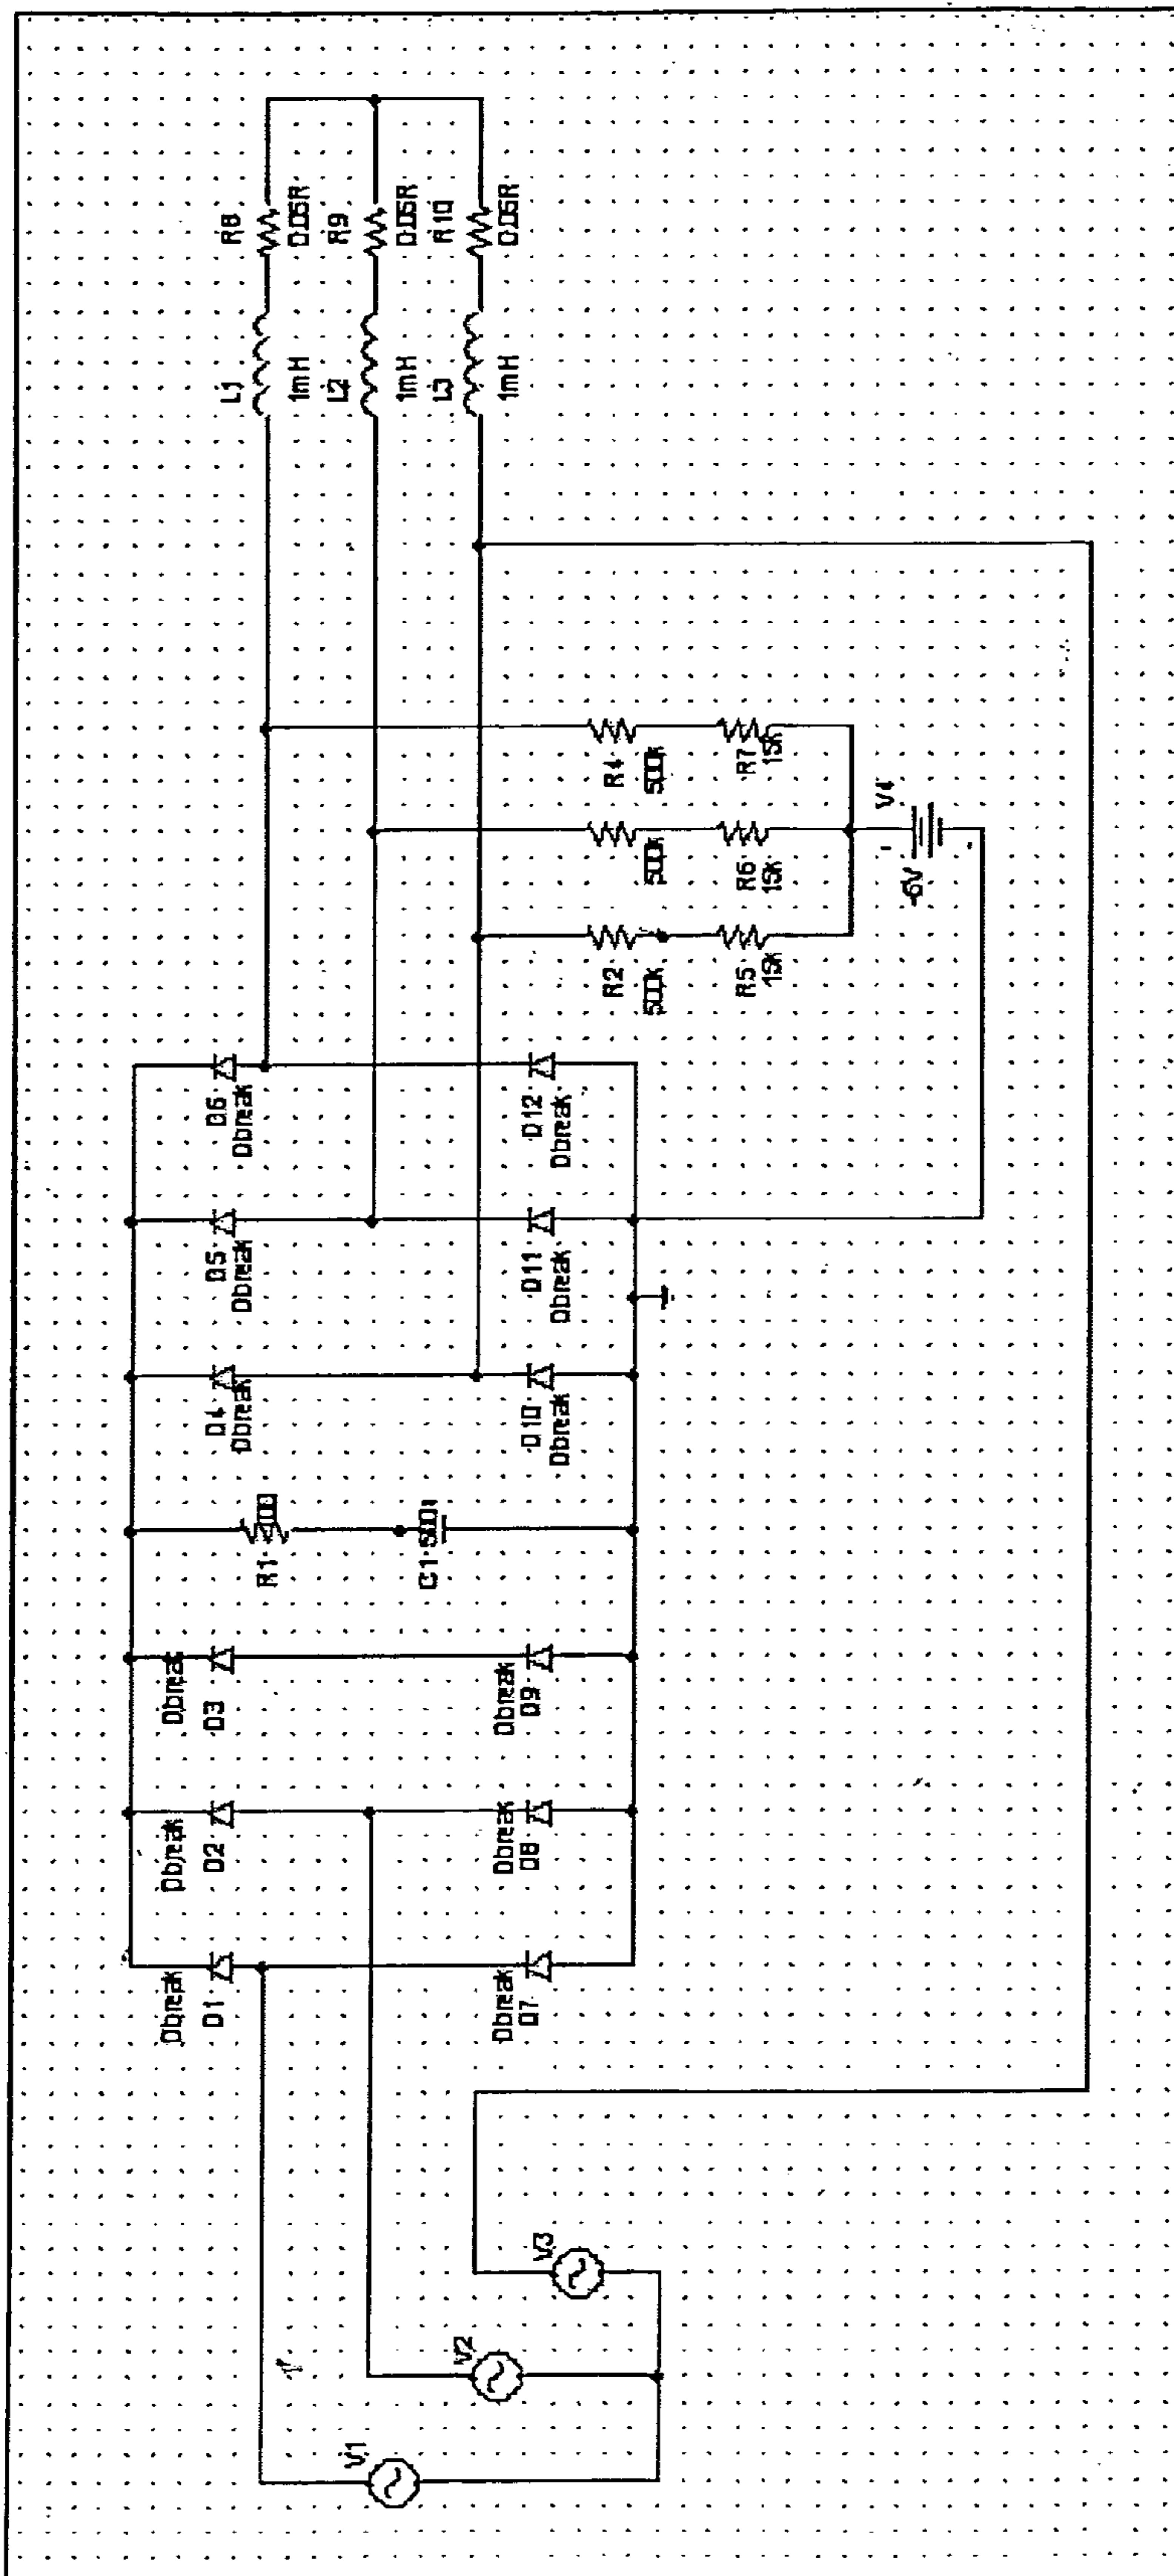 R8
0.05R
R9
0.05R
R10
0.05R
L1
1mH
L2
1mH
L3
1mH
R4
500k
R7
15k
500k
R6
15k
R2
500k
R5
15k
V4
-6V
D6
Dbreak
D12
Dbreak
D5
Dbreak
D11
Dbreak
D4
Dbreak
D10
Dbreak
R1
C1
Dbreak
D3
Dbreak
D9
Dbreak
D2
Dbreak
D8
Dbreak
D1
Dbreak
D7
V3
V2
V1